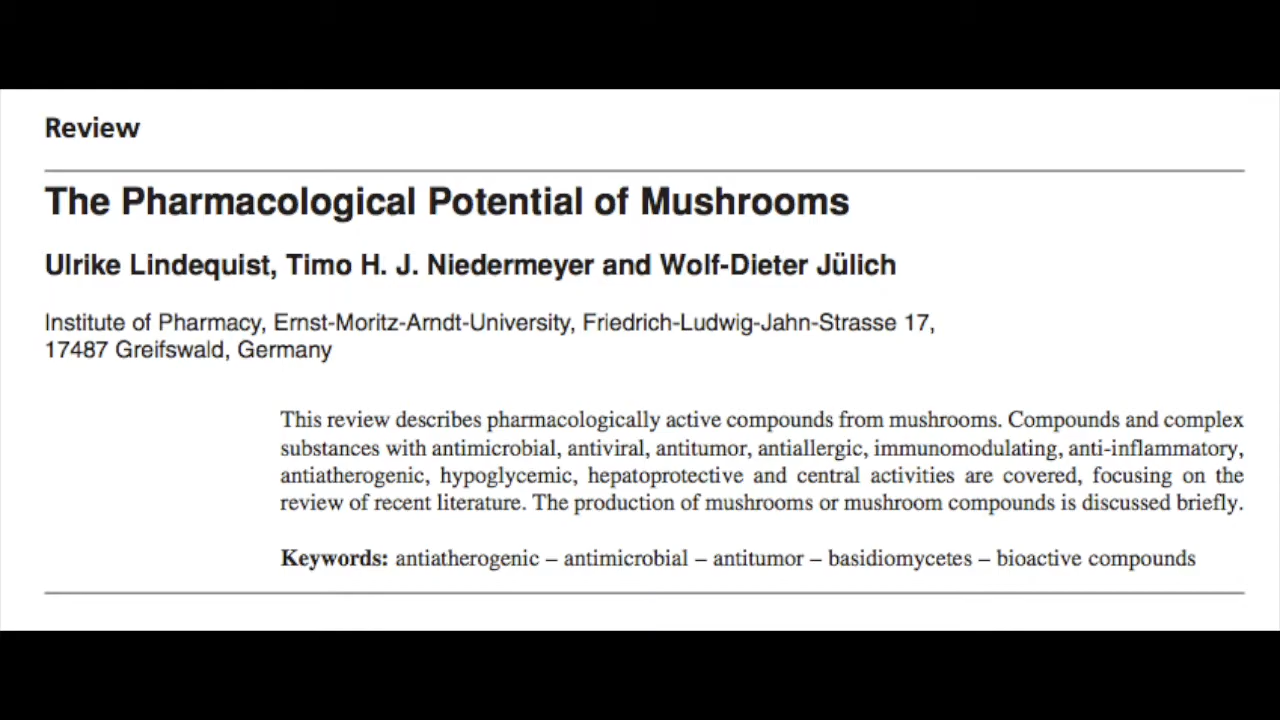 Review
The Pharmacological Potential of Mushrooms
Ulrike Lindequist, Timo H. J. Niedermeyer and Wolf-Dieter Jülich
Institute of Pharmacy, Ernst-Moritz-Arndt-University, Friedrich-Ludwig-Jahn-Strasse 17,
17487 Greifswald, Germany
This review describes pharmacologically active compounds from mushrooms. Compounds and complex
substances with antimicrobial, antiviral, antitumor, antiallergic, immunomodulating, anti-inflammatory,
antiatherogenic, hypoglycemic, hepatoprotective and central activities are covered, focusing on the
review of recent literature. The production of mushrooms or mushroom compounds is discussed briefly.
Keywords: antiatherogenic – antimicrobial – antitumor – basidiomycetes – bioactive compounds